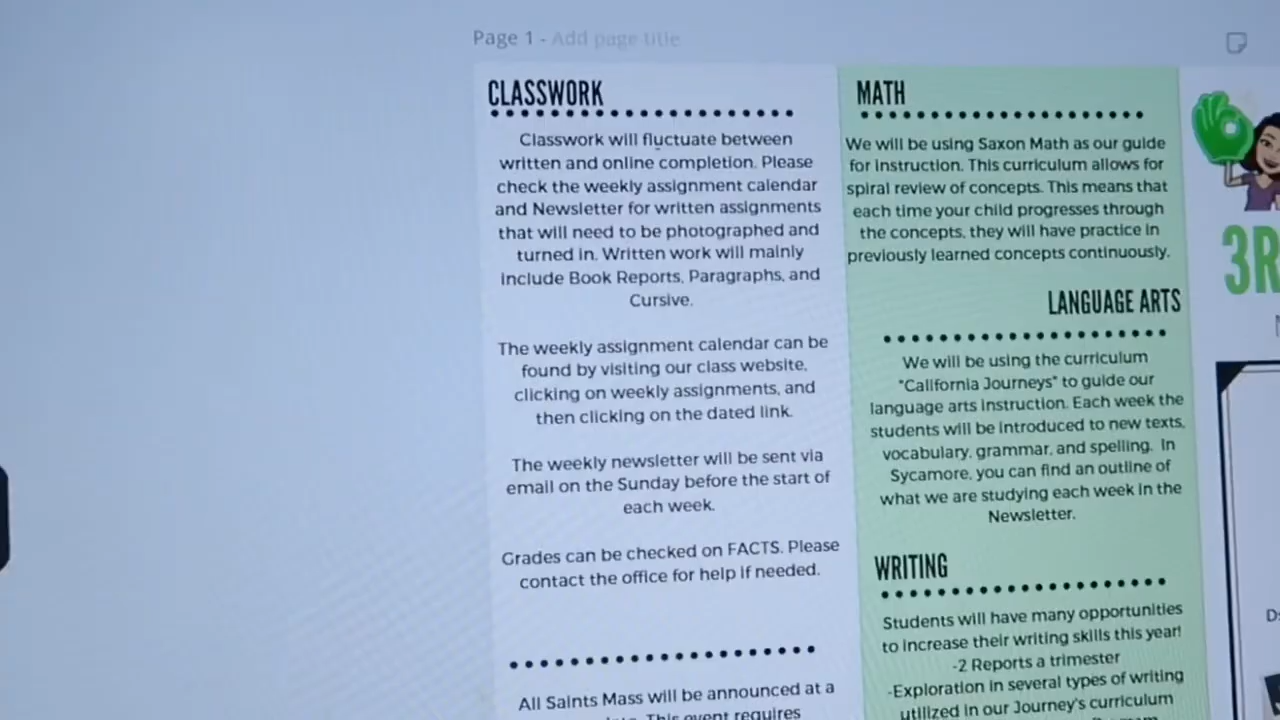 Page 1 - Add page title
CLASSWORK
Classwork will fluctuate between
written and online completion. Please
check the weekly assignment calendar
and Newsletter for written assignments
that will need to be photographed and
turned in. Written work will mainly
include Book Reports, Paragraphs, and
Cursive.
The weekly assignment calendar can be
found by visiting our class website,
clicking on weekly assignments, and
then clicking on the dated link.
The weekly newsletter will be sent via
email on the Sunday before the start of
each week.
Grades can be checked on FACTS. Please
contact the office for help if needed.
All Saints Mass will be announced at a
This event requires
MATH
We will be using Saxon Math as our guide
for instruction. This curriculum allows for
spiral review of concepts. This means that
each time your child progresses through
the concepts, they will have practice in
previously learned concepts continuously.
LANGUAGE ARTS
We will be using the curriculum
"California Journeys" to guide our
language arts instruction. Each week the
students will be introduced to new texts,
vocabulary, grammar, and spelling. In
Sycamore, you can find an outline of
what we are studying each week in the
Newsletter.
WRITING
Students will have many opportunities
to increase their writing skills this year!
-2 Reports a trimester
-Exploration in several types of writing
utilized in our Journey's curriculum
3R